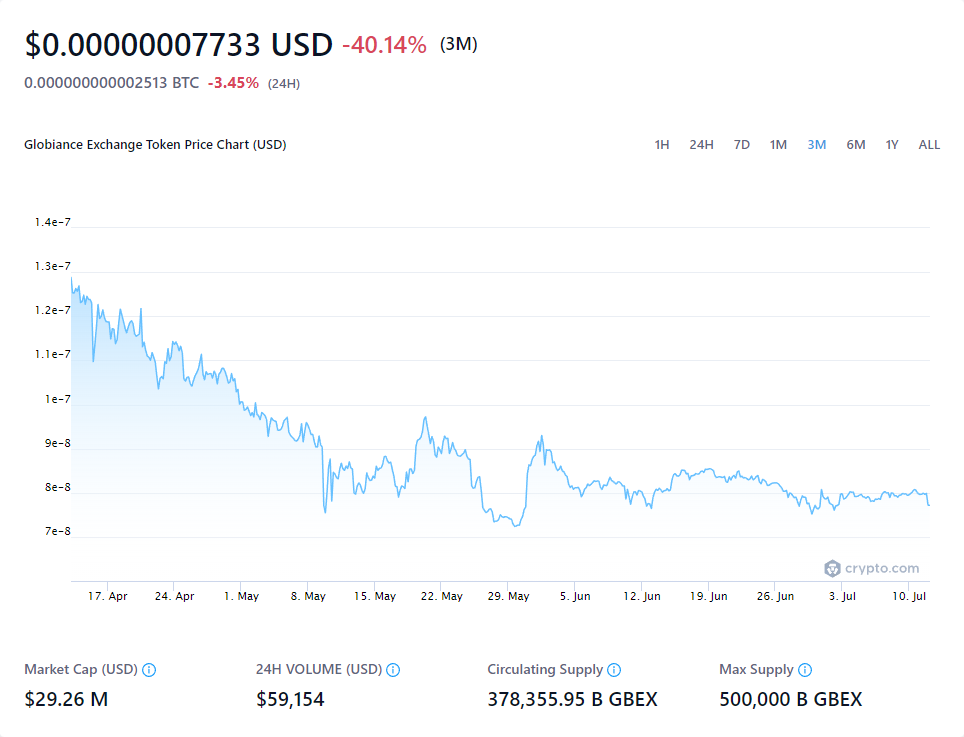 $0.00000007733 USD -40.14% (3M)
0.000000000002513 BTC -3.45% (24H)
Globiance Exchange Token Price Chart (USD)
1H 24H 7D 1M 3M 6M 1Y ALL
1.4e-7
1.3e-7
1.2e-7
1.1e-7
1e-7
9e-8
8e-8
7e-8
crypto.com
17. Apr 24. Apr 1. May 8. May 15. May 22. May 29. May 5. Jun 12. Jun 19. Jun 26. Jun 3. Jul 10. Jul
Market Cap (USD) 24H VOLUME (USD) Circulating Supply Max Supply
$29.26 M $59,154 378,355.95 B GBEX 500,000 B GBEX